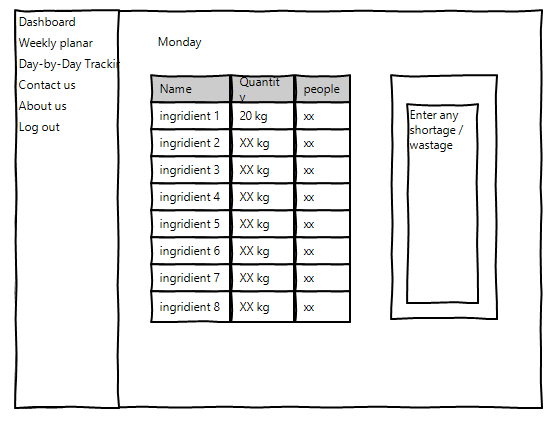 Dashboard
Weekly planar
Day-by-Day Trackin
Contact us
About us
Log out
Monday
Name Quantity people
ingridient 1 20 kg xx
ingridient 2 XX kg xx
ingridient 3 XX kg xx
ingridient 4 XX kg xx
ingridient 5 XX kg xx
ingridient 6 XX kg xx
ingridient 7 XX kg xx
ingridient 8 XX kg xx
Enter any
shortage /
wastage